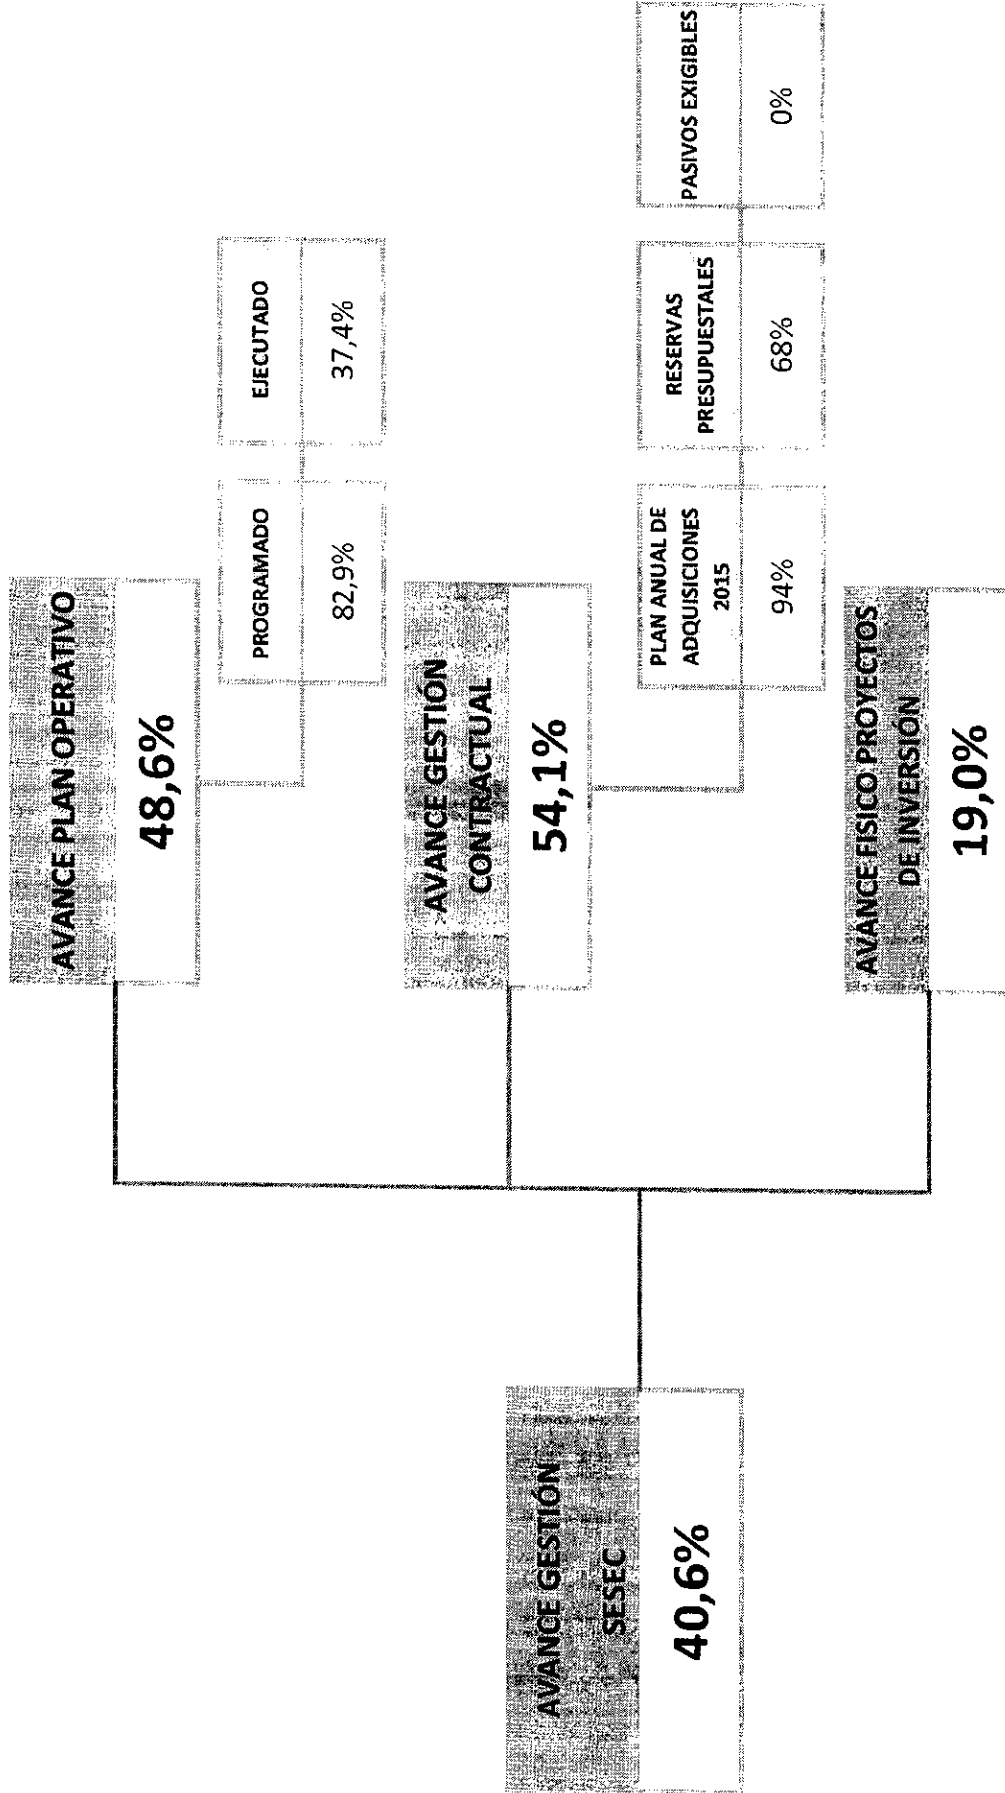 AVANCE GESTIÓN
SESEC
40,6%
AVANCE PLAN OPERATIVO
48,6%
PROGRAMADO
82,9%
EJECUTADO
37,4%
AVANCE GESTIÓN
CONTRACTUAL
54,1%
PLAN ANUAL DE
ADQUISICIONES
2015
94%
RESERVAS
PRESUPUESTALES
68%
PASIVOS EXIGIBLES
0%
AVANCE FISICO PROYECTOS
DE INVERSIÓN
19,0%